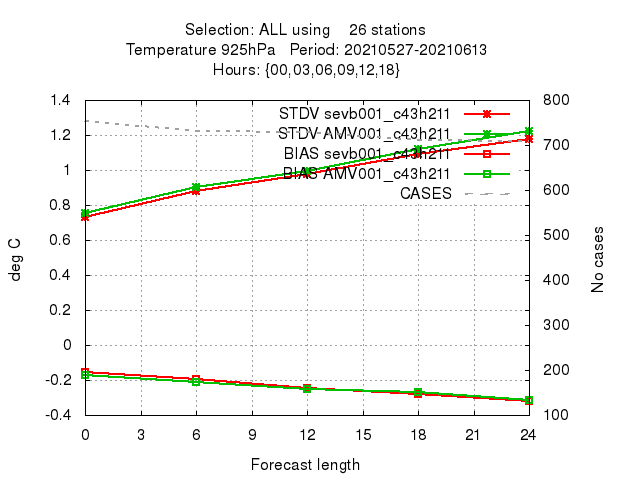 Selection: ALL using 26 stations
Temperature 925hPa Period: 20210527-20210613
Hours: {00,03,06,09,12,18}
1.4
1.2
1
0.8
0.6
0.4
0.2
0
-0.2
-0.4
deg C
800
700
600
500
400
300
200
100
No cases
STDV sevb001_c43h211
STDV AMV001_c43h211
BIAS sevb001_c43h211
BIAS AMV001_c43h211
CASES
0 3 6 9 12 15 18 21 24
Forecast length